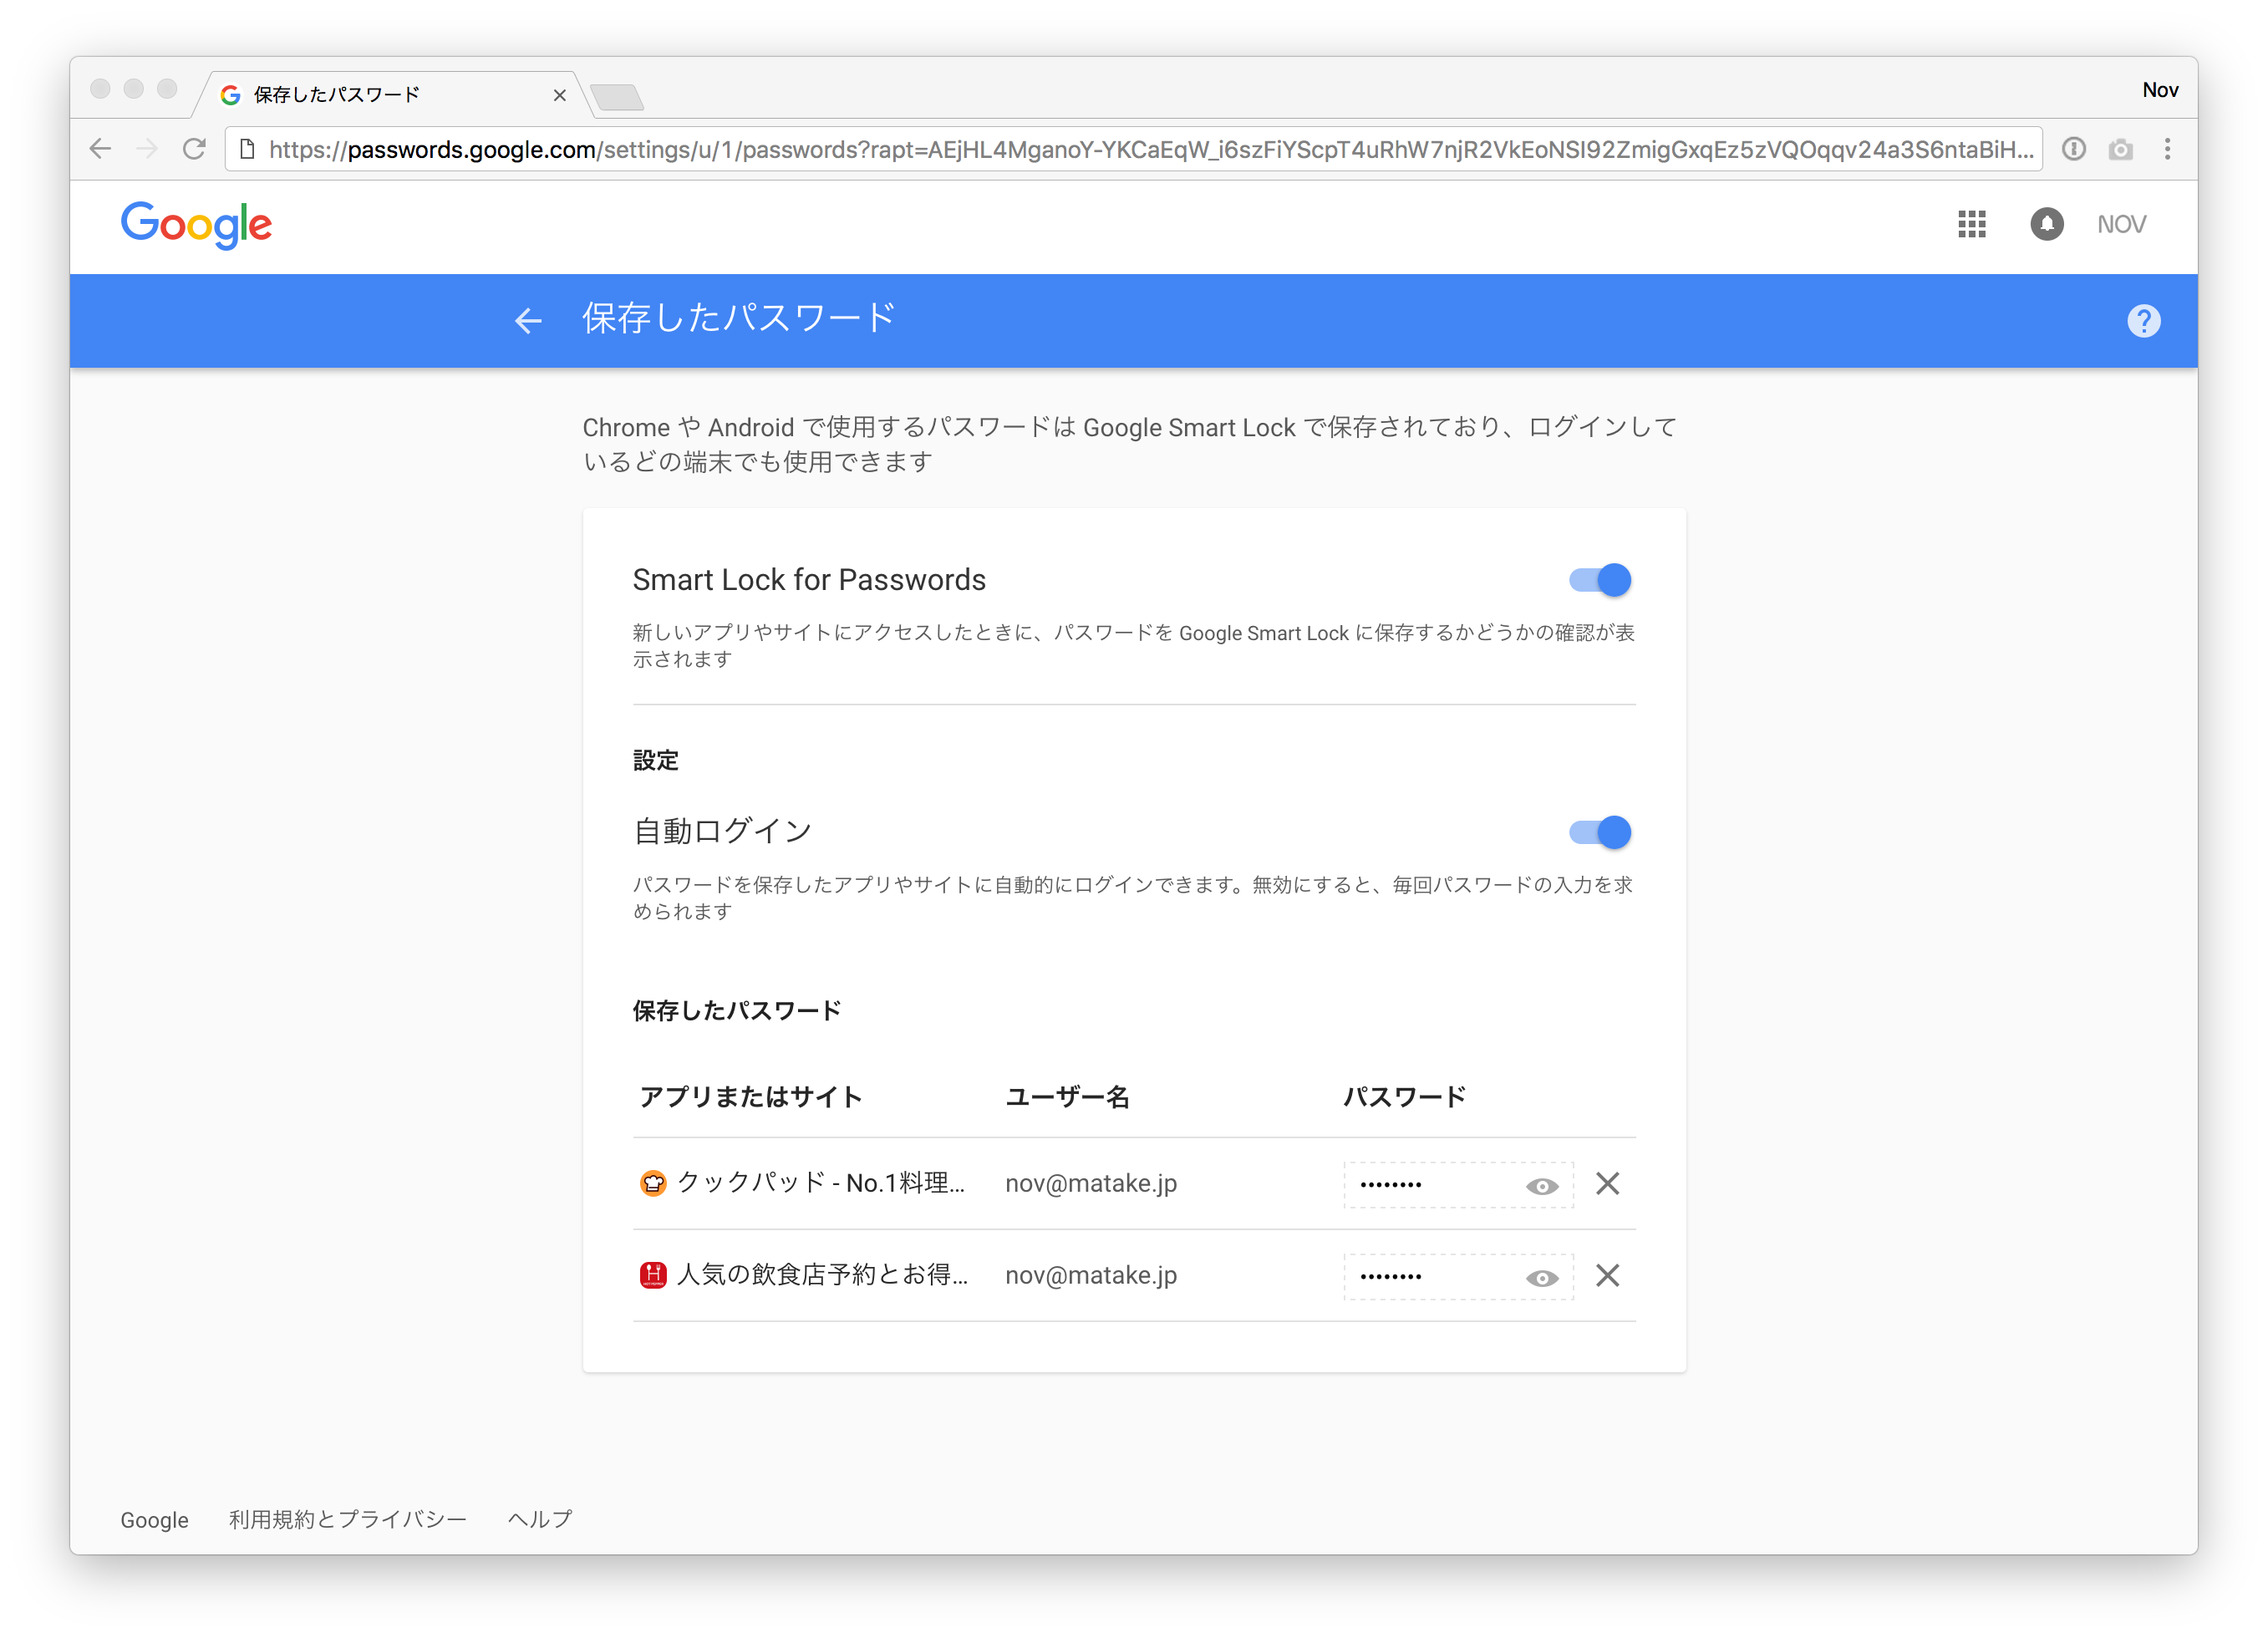 保存したパスワード
Nov
https://passwords.google.com/settings/u/1/passwords?rapt=AEjHL4MganoY-YKCaEqW_i6szFiYScpT4uRhW7njR2VkEoNSI92ZmigGxqEz5zVQOqqv24a3S6ntaBiH...
Google
NOV
保存したパスワード
Chrome や Android で使用するパスワードは Google Smart Lock で保存されており、ログインして
いるどの端末でも使用できます
Smart Lock for Passwords
新しいアプリやサイトにアクセスしたときに、パスワードを Google Smart Lock に保存するかどうかの確認が表
示されます
設定
自動ログイン
パスワードを保存したアプリやサイトに自動的にログインできます。無効にすると、毎回パスワードの入力を求
められます
保存したパスワード
アプリまたはサイト ユーザー名 パスワード
クックパッド - No.1料理... nov@matake.jp ••••••••
人気の飲食店予約とお得... nov@matake.jp ••••••••
Google 利用規約とプライバシー ヘルプ